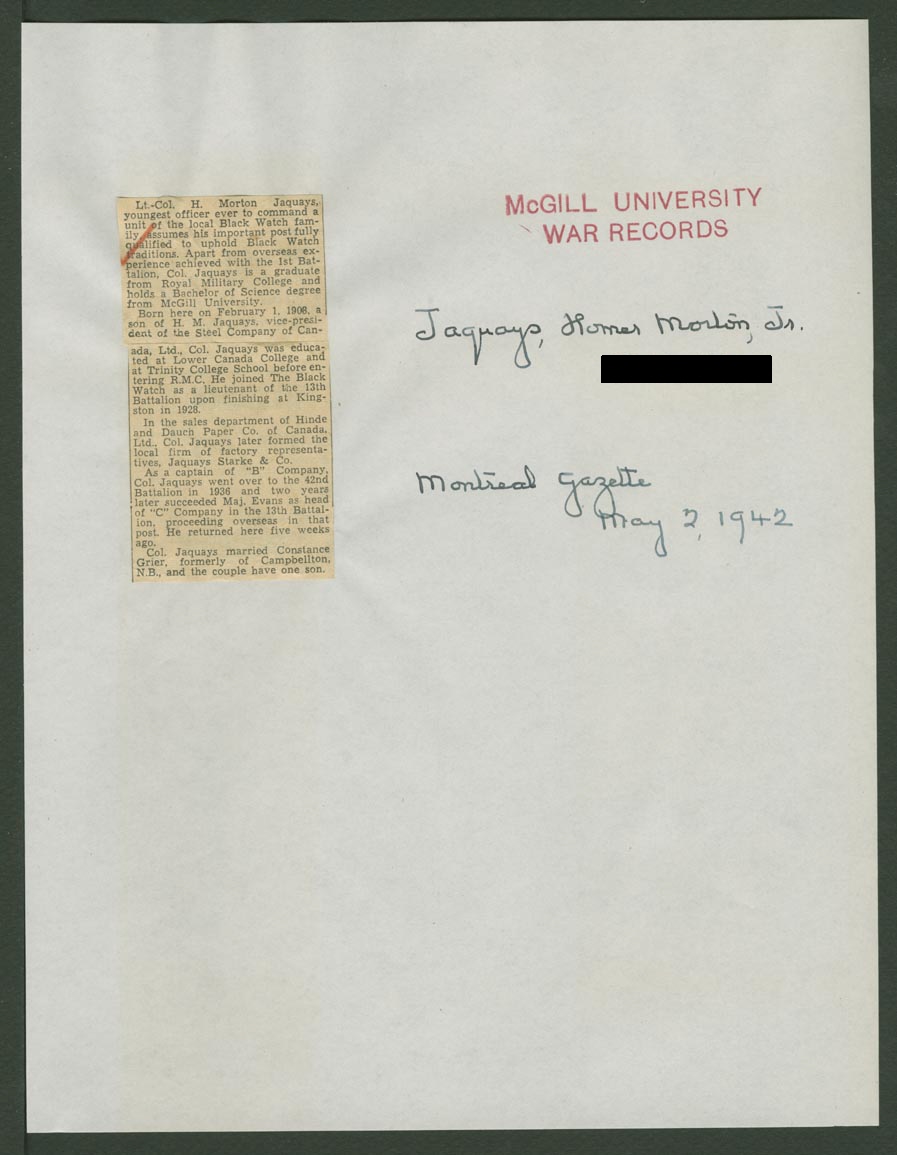 Lt.-Col. H. Morton Jaquays,
youngest officer ever to command a
unit of the local Black Watch fam-
ily assumes his important post fully
qualified to uphold Black Watch
traditions. Apart from overseas ex-
perience achieved with the 1st Bat-
talion, Col. Jaquays is a graduate
from Royal Military College and
holds a Bachelor of Science degree
from McGill University.
Born here on February 1, 1908, a
son of H. M. Jaquays, vice-presi-
dent of the Steel Company of Can-
ada, Ltd., Col. Jaquays was educa-
ted at Lower Canada College and
at Trinity College School before en-
tering R.M.C. He joined The Black
Watch as a lieutenant of the 13th
Battalion upon finishing at King-
ston in 1928.
In the sales department of Hinde
and Dauch Paper Co. of Canada,
Ltd., Col. Jaquays later formed the
local firm of factory representa-
tives, Jaquays Starke & Co.
As a captain of "B" Company,
Col. Jaquays went over to the 42nd
Battalion in 1936 and two years
later succeeded Maj. Evans as head
of "C" Company in the 13th Battal-
ion, proceeding overseas in that
post. He returned here five weeks
ago.
Col. Jaquays married Constance
Grier, formerly of Campbellton,
N.B., and the couple have one son.
McGILL UNIVERSITY
WAR RECORDS
Jaquays, Homer Morton, Jr.
Montreal Gazette
May 2, 1942